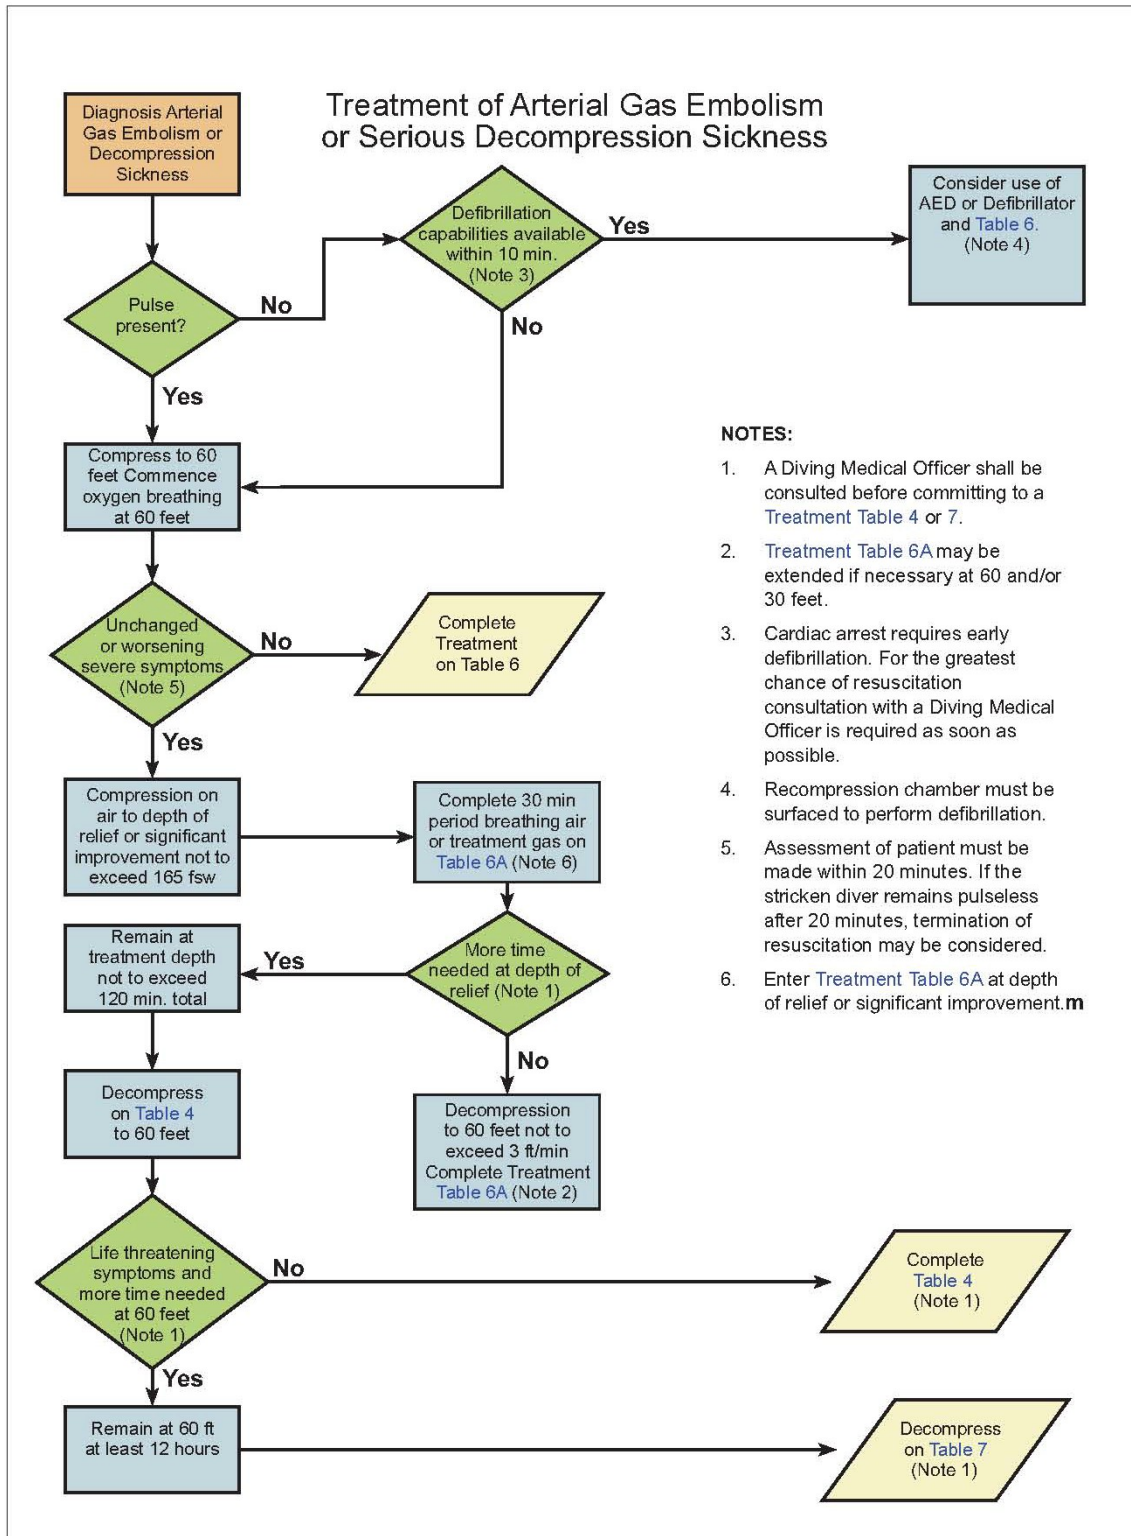 Treatment of Arterial Gas Embolism
or Serious Decompression Sickness
Diagnosis Arterial
Gas Embolism or
Decompression
Sickness
Pulse
present?
No
Yes
Defibrillation
capabilities available
within 10 min.
(Note 3)
Yes
No
Consider use of
AED or Defibrillator
and Table 6.
(Note 4)
Compress to 60
feet Commence
oxygen breathing
at 60 feet
Unchanged
or worsening
severe symptoms
(Note 5)
No
Yes
Complete
Treatment
on Table 6
Compression on
air to depth of
relief or significant
improvement not to
exceed 165 fsw
Complete 30 min
period breathing air
or treatment gas on
Table 6A (Note 6)
More time
needed at depth of
relief (Note 1)
Yes
No
Remain at
treatment depth
not to exceed
120 min. total
Decompress
on Table 4
to 60 feet
Decompression
to 60 feet not to
exceed 3 ft/min
Complete Treatment
Table 6A (Note 2)
Life threatening
symptoms and
more time needed
at 60 feet
(Note 1)
No
Yes
Complete
Table 4
(Note 1)
Remain at 60 ft
at least 12 hours
Decompress
on Table 7
(Note 1)
NOTES:
1. A Diving Medical Officer shall be
consulted before committing to a
Treatment Table 4 or 7.
2. Treatment Table 6A may be
extended if necessary at 60 and/or
30 feet.
3. Cardiac arrest requires early
defibrillation. For the greatest
chance of resuscitation
consultation with a Diving Medical
Officer is required as soon as
possible.
4. Recompression chamber must be
surfaced to perform defibrillation.
5. Assessment of patient must be
made within 20 minutes. If the
stricken diver remains pulseless
after 20 minutes, termination of
resuscitation may be considered.
6. Enter Treatment Table 6A at depth
of relief or significant improvement.m